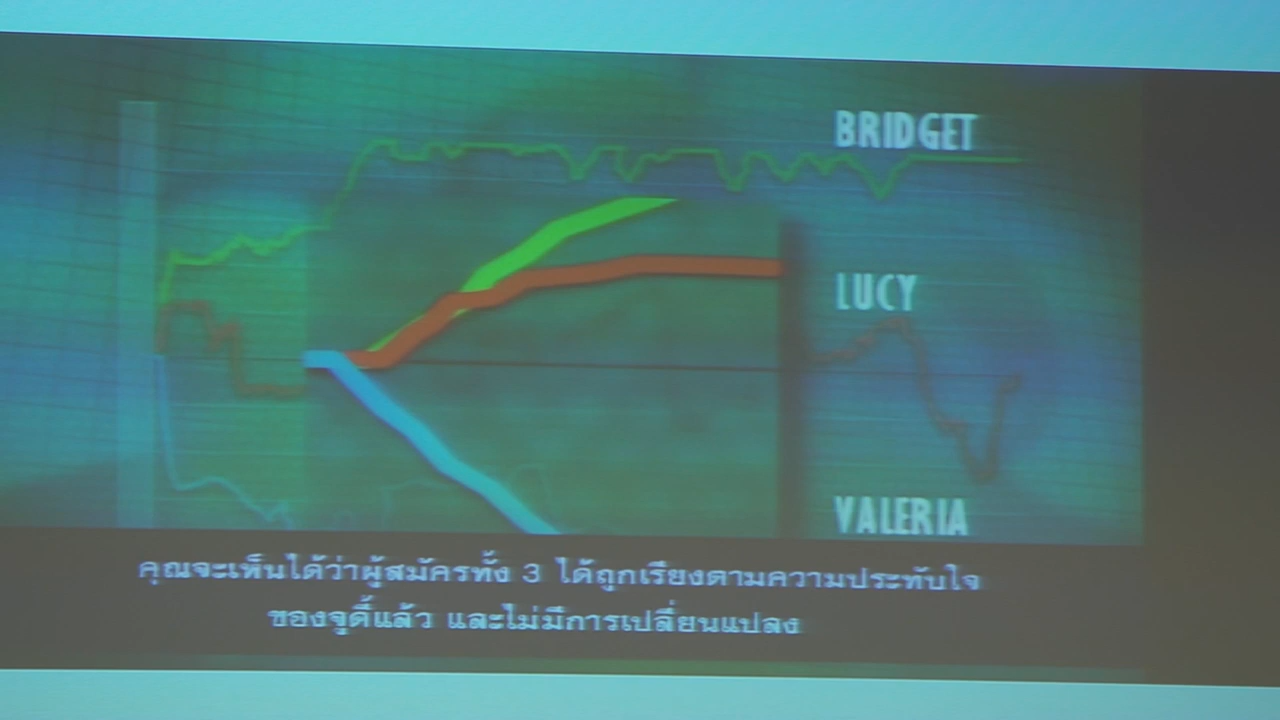 BRIDGET
LUCY
VALERIA
คุณจะเห็นได้ว่าผู้สมัครทั้ง 3 ได้ถูกเรียงตามความประทับใจ
ของจูดี้แล้ว และไม่มีการเปลี่ยนแปลง